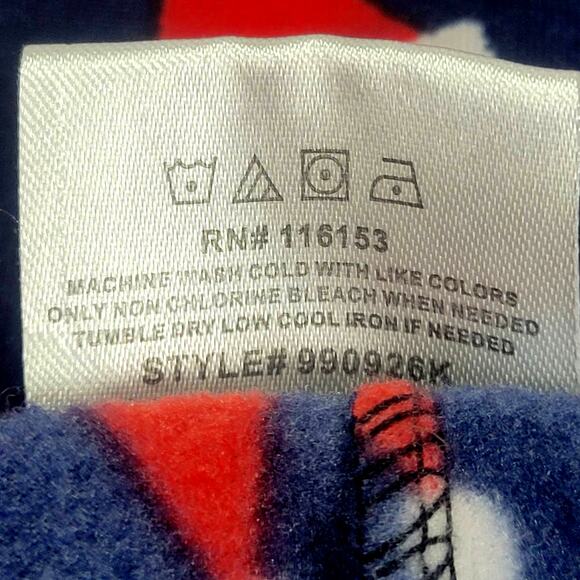 RN# 116153
MACHINE WASH COLD WITH LIKE COLORS
ONLY NON CHLORINE BLEACH WHEN NEEDED
TUMBLE DRY LOW COOL IRON IF NEEDED
STYLE# 990926K